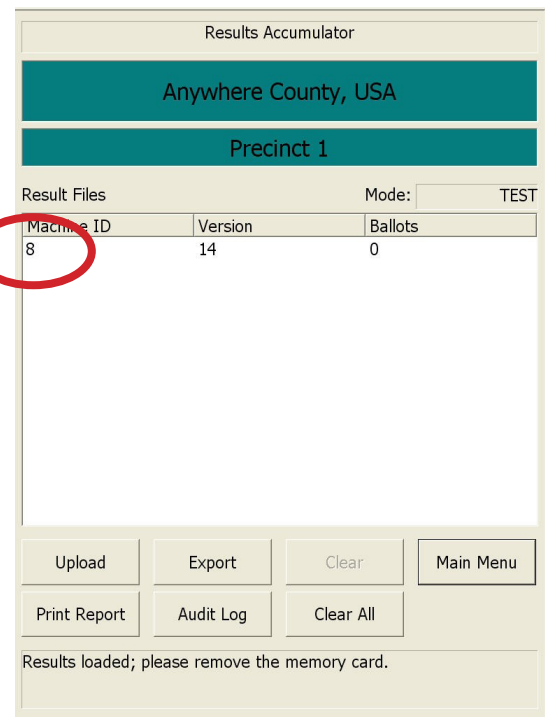 Results Accumulator
Anywhere County, USA
Precinct 1
Result Files Mode: TEST
Machine ID Version Ballots
8 14 0
Upload Export Clear Main Menu
Print Report Audit Log Clear All
Results loaded; please remove the memory card.